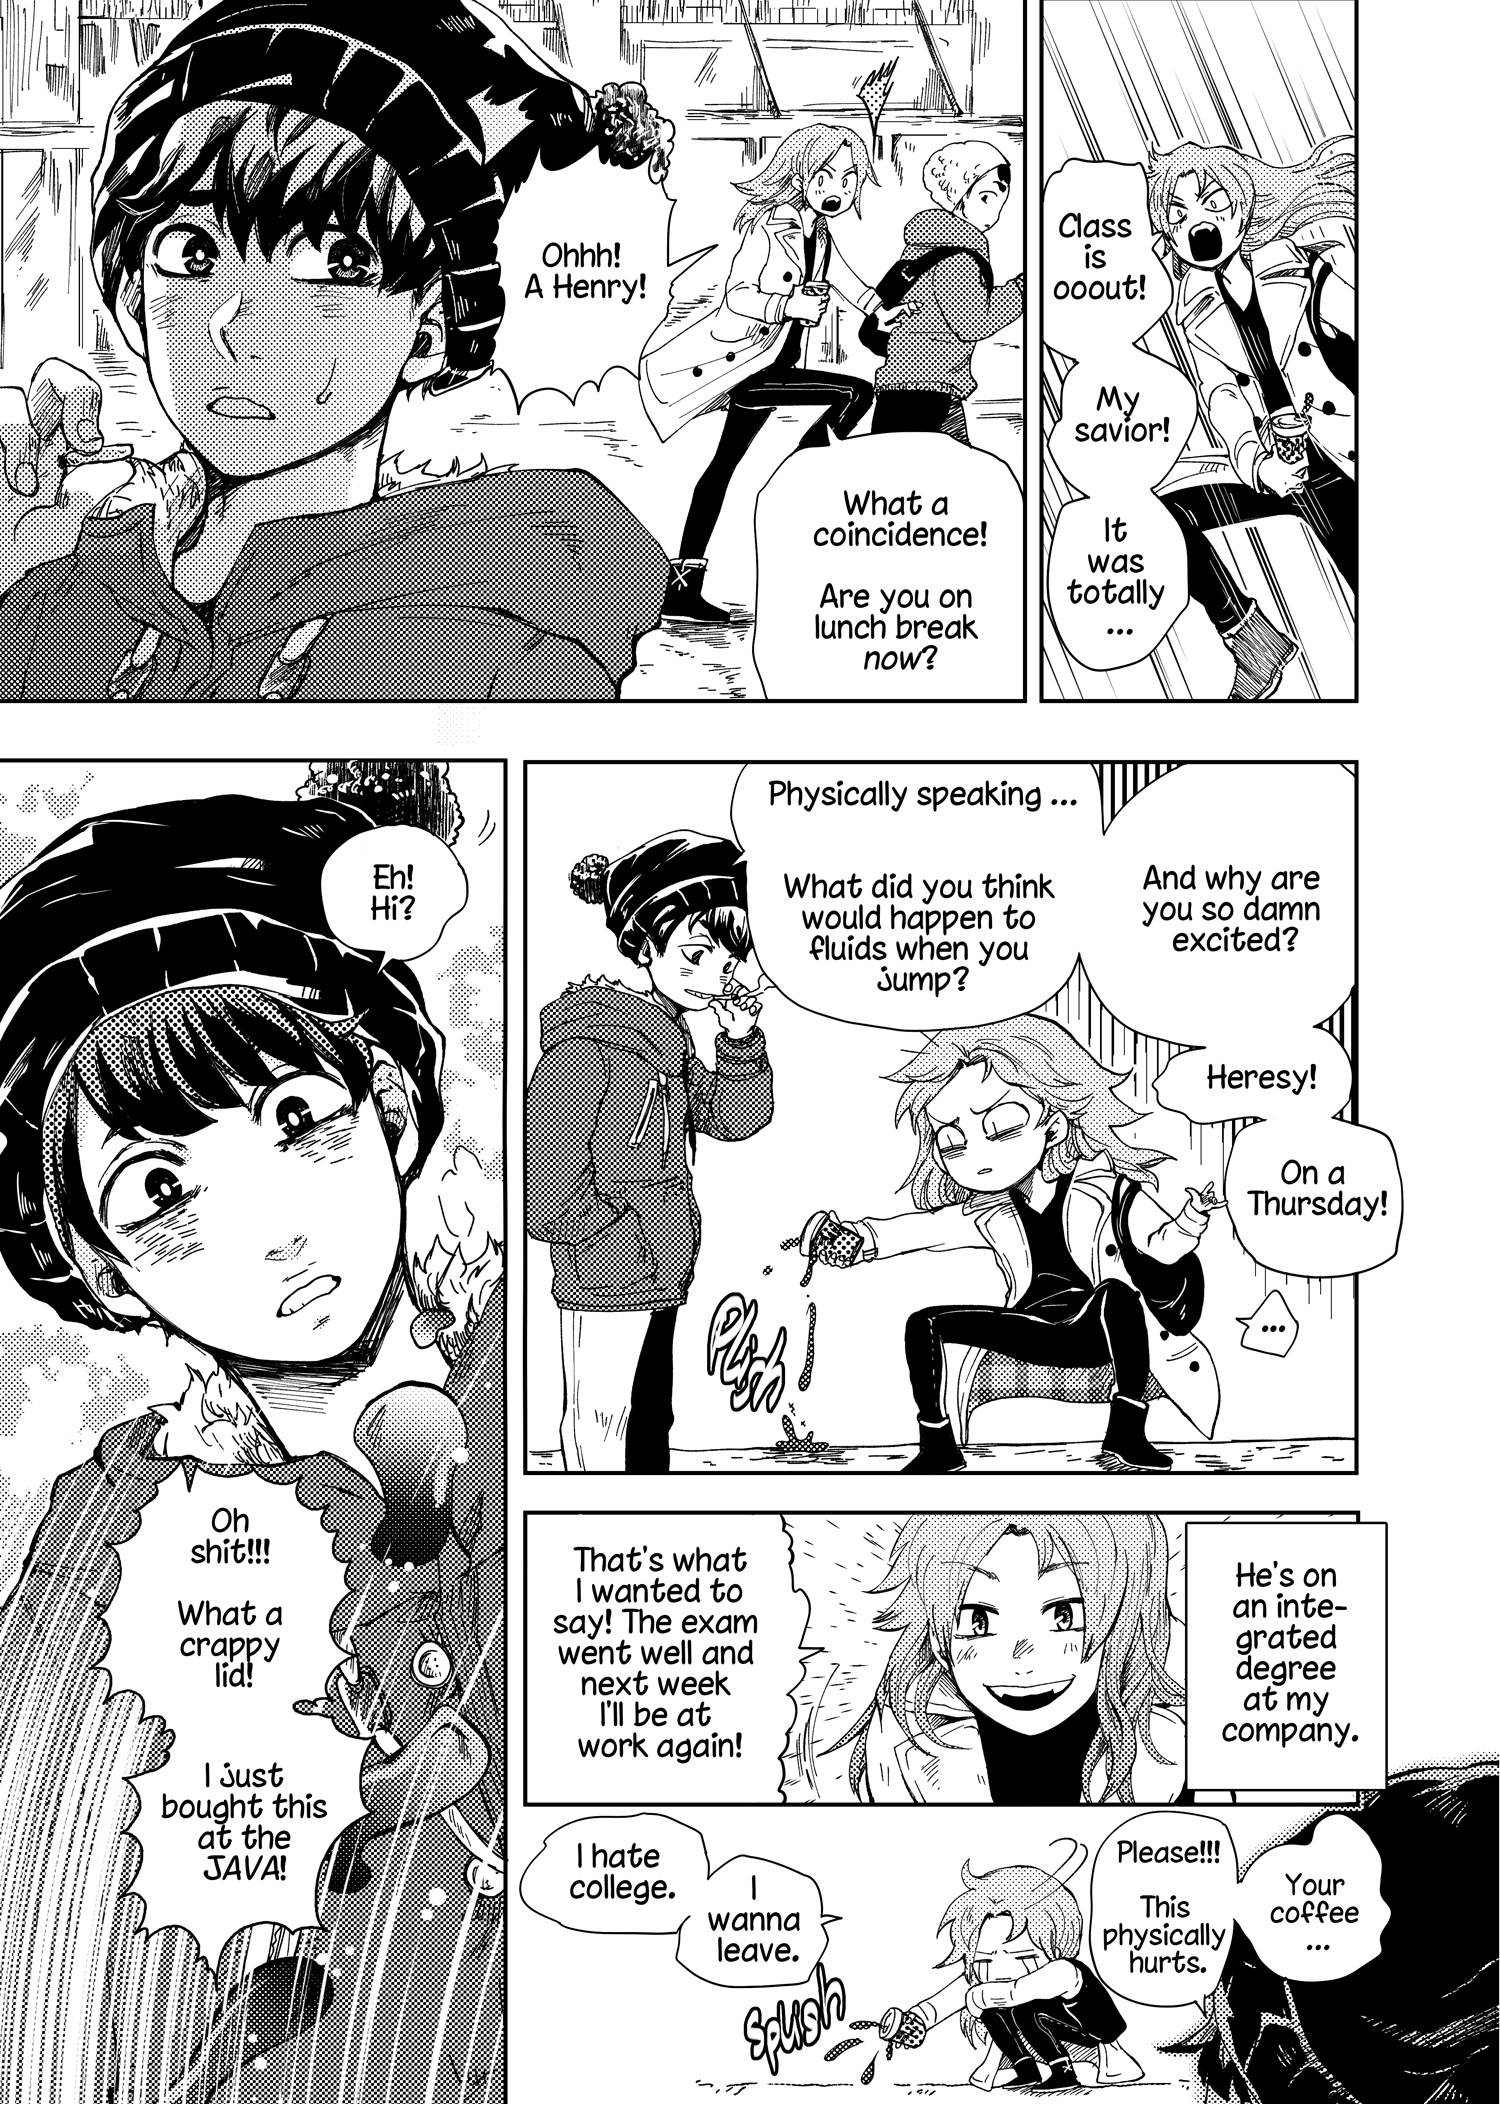 Ohhh!
A Henry!
What a
coincidence!
Are you on
lunch break
now?
Class
is
ooout!
My
savior!
It
was
totally
...
Eh!
Hi?
Oh
shit!!!
What a
crappy
lid!
I just
bought this
at the
JAVA!
Physically speaking ...
What did you think
would happen to
fluids when you
jump?
And why are
you so damn
excited?
Heresy!
On a
Thursday!
...
Plish
That's what
I wanted to
say! The exam
went well and
next week
I'll be at
work again!
He's on
an inte-
grated
degree
at my
company.
I hate
college.
I
wanna
leave.
Splish
Please!!!
This
physically
hurts.
Your
coffee
...